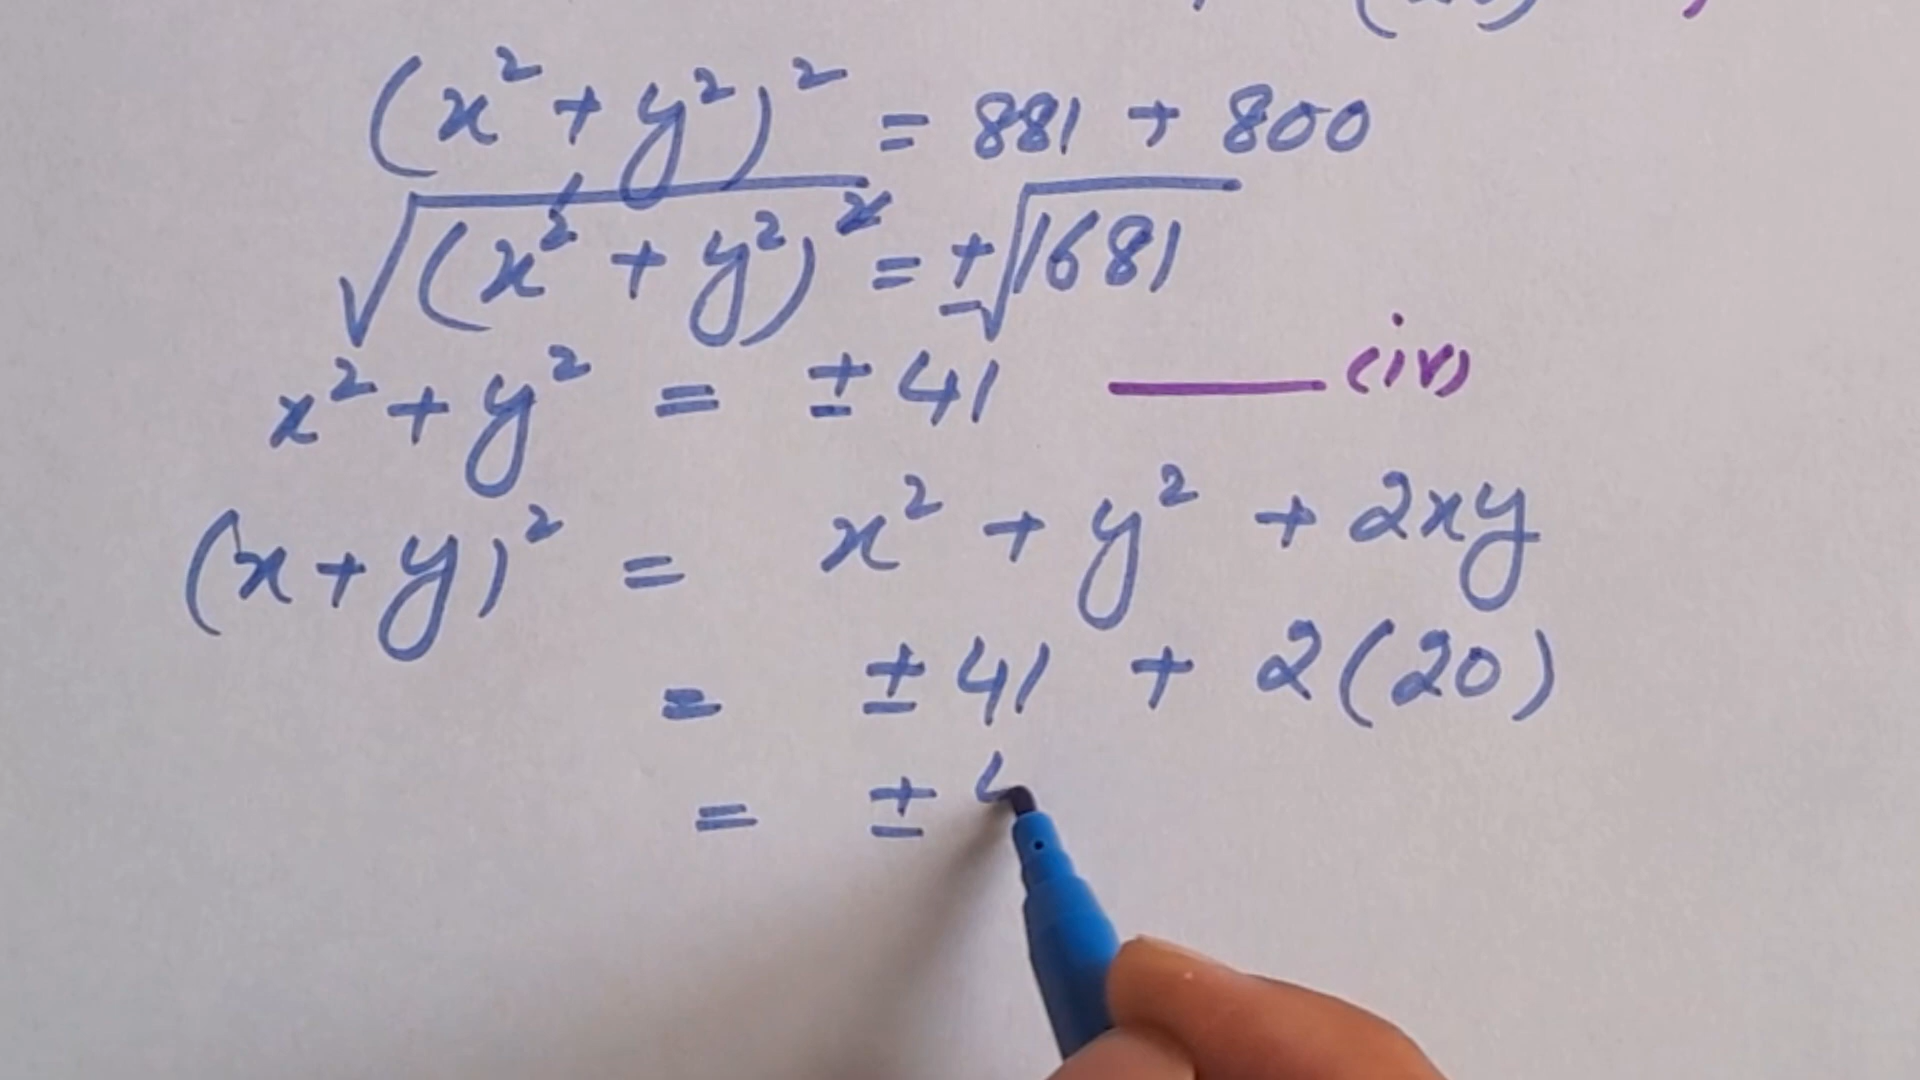 (x² + y²)² = 881 + 800
√(x² + y²)² = ±√1681
x² + y² = ± 41 —— (iv)
(x + y)² = x² + y² + 2xy
= ± 41 + 2(20)
= ± 4